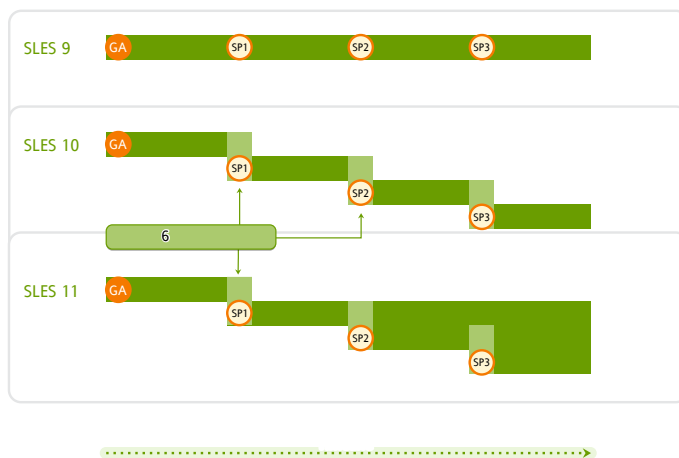 SLES 9
GA SP1 SP2 SP3
SLES 10
GA
SP1
SP2
SP3
6
SLES 11
GA
SP1
SP2
SP3